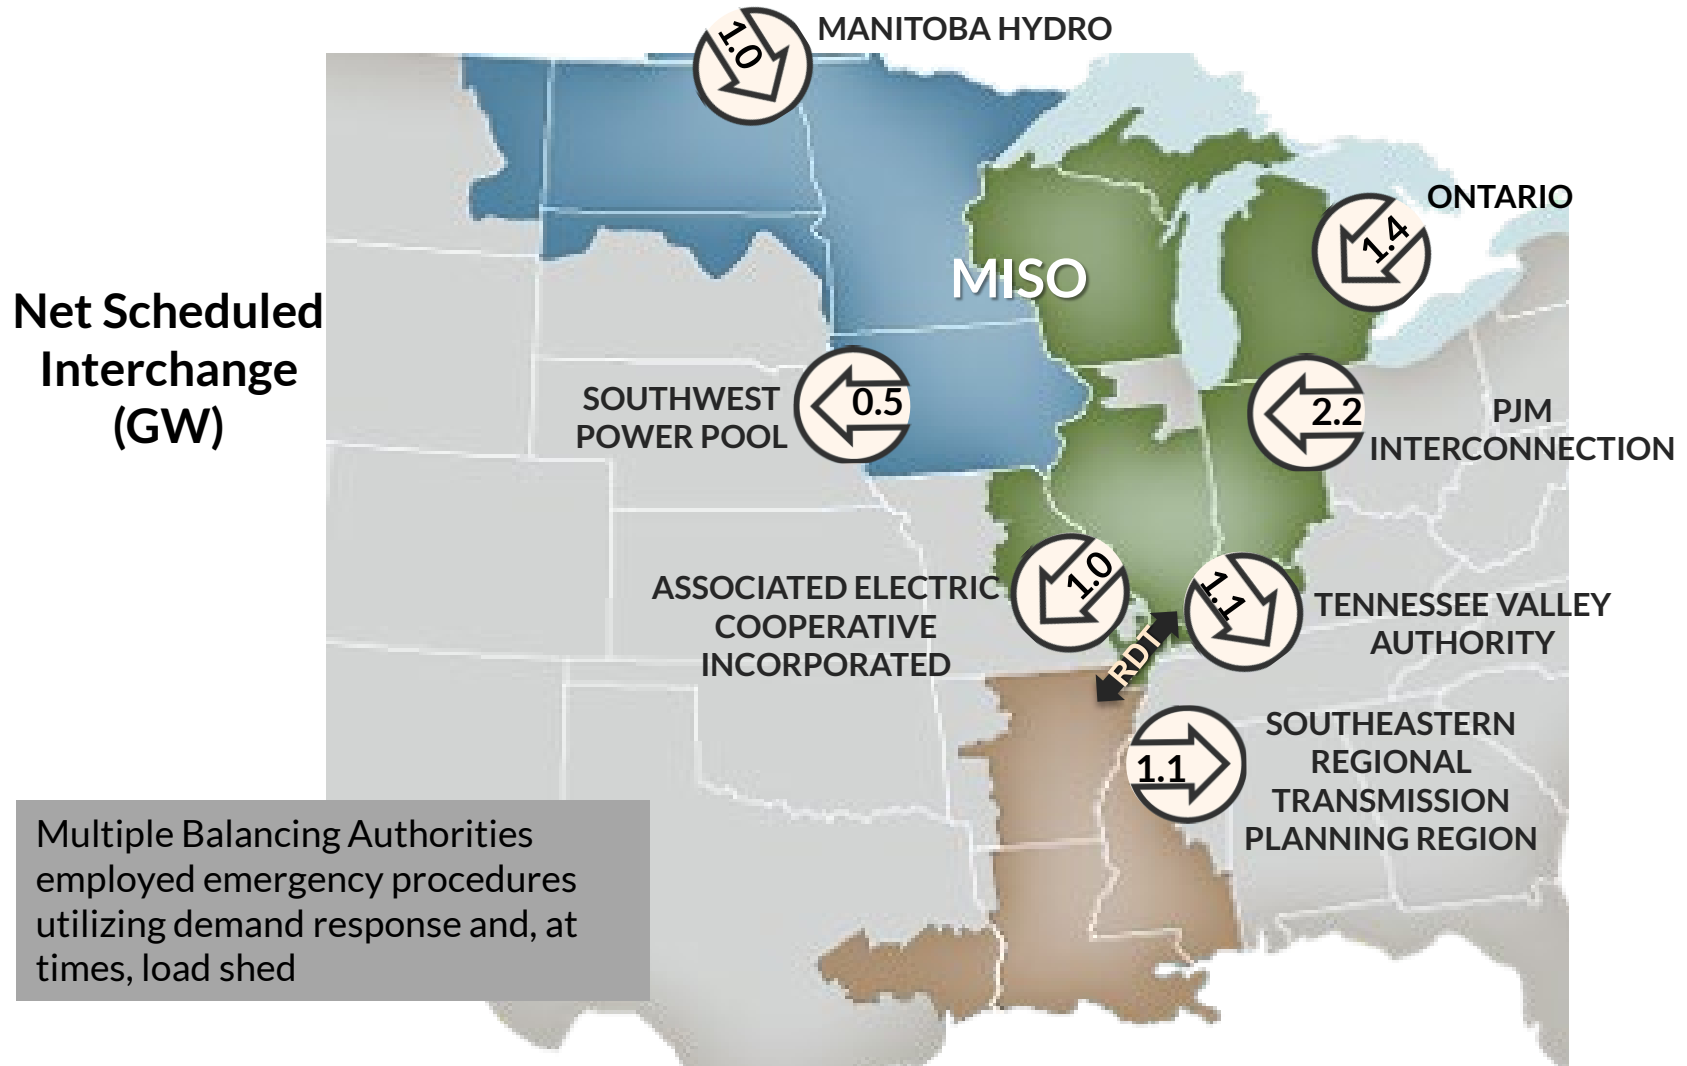 1.0
MANITOBA HYDRO
ONTARIO
1.4
MISO
Net Scheduled
Interchange
(GW)
SOUTHWEST
POWER POOL
0.5
2.2
PJM
INTERCONNECTION
ASSOCIATED ELECTRIC
COOPERATIVE
INCORPORATED
1.0
1.1
TENNESSEE VALLEY
AUTHORITY
RDT
1.1
SOUTHEASTERN
REGIONAL
TRANSMISSION
PLANNING REGION
Multiple Balancing Authorities
employed emergency procedures
utilizing demand response and, at
times, load shed